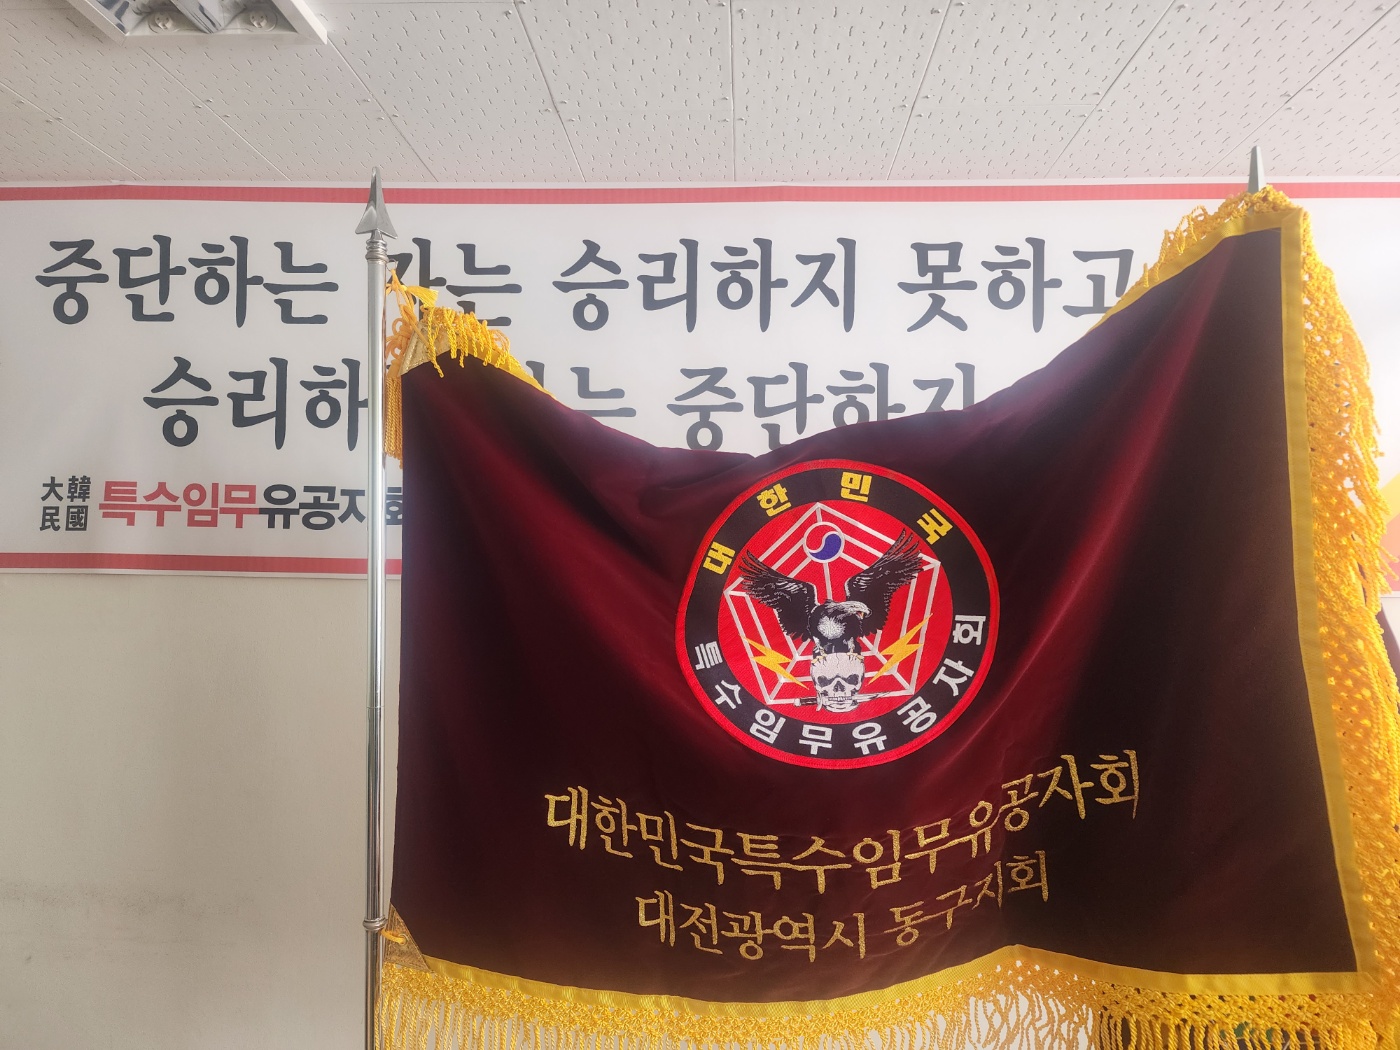 중단하는 자는 승리하지 못하고
승리하 는 중단하지
大韓
民國
특수임무유공자회
대한민국
특수임무유공자회
대한민국특수임무유공자회
대전광역시 동구지회